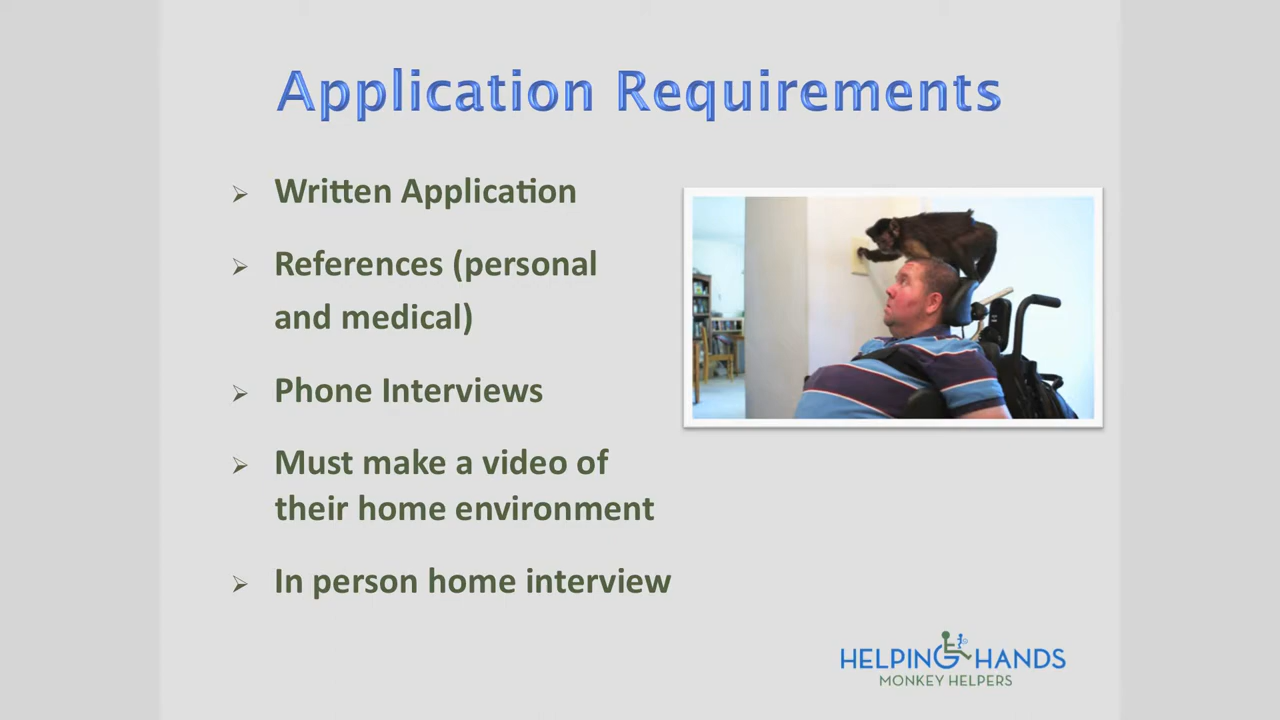 Application Requirements
Written Application
References (personal
and medical)
Phone Interviews
Must make a video of
their home environment
In person home interview
HELPING HANDS
MONKEY HELPERS